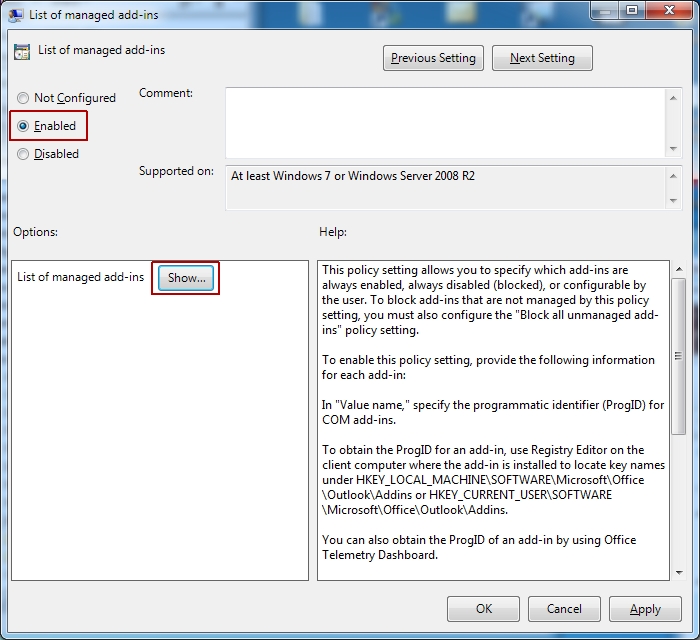 List of managed add-ins
List of managed add-ins
Previous Setting
Next Setting
Not Configured
Comment:
Enabled
Disabled
Supported on:
At least Windows 7 or Windows Server 2008 R2
Options:
Help:
List of managed add-ins
Show...
This policy setting allows you to specify which add-ins are
always enabled, always disabled (blocked), or configurable by
the user. To block add-ins that are not managed by this policy
setting, you must also configure the "Block all unmanaged add-
ins" policy setting.
To enable this policy setting, provide the following information
for each add-in:
In "Value name," specify the programmatic identifier (ProgID) for
COM add-ins.
To obtain the ProgID for an add-in, use Registry Editor on the
client computer where the add-in is installed to locate key names
under HKEY_LOCAL_MACHINE\SOFTWARE\Microsoft\Office
\Outlook\Addins or HKEY_CURRENT_USER\SOFTWARE
\Microsoft\Office\Outlook\Addins.
You can also obtain the ProgID of an add-in by using Office
Telemetry Dashboard.
OK
Cancel
Apply